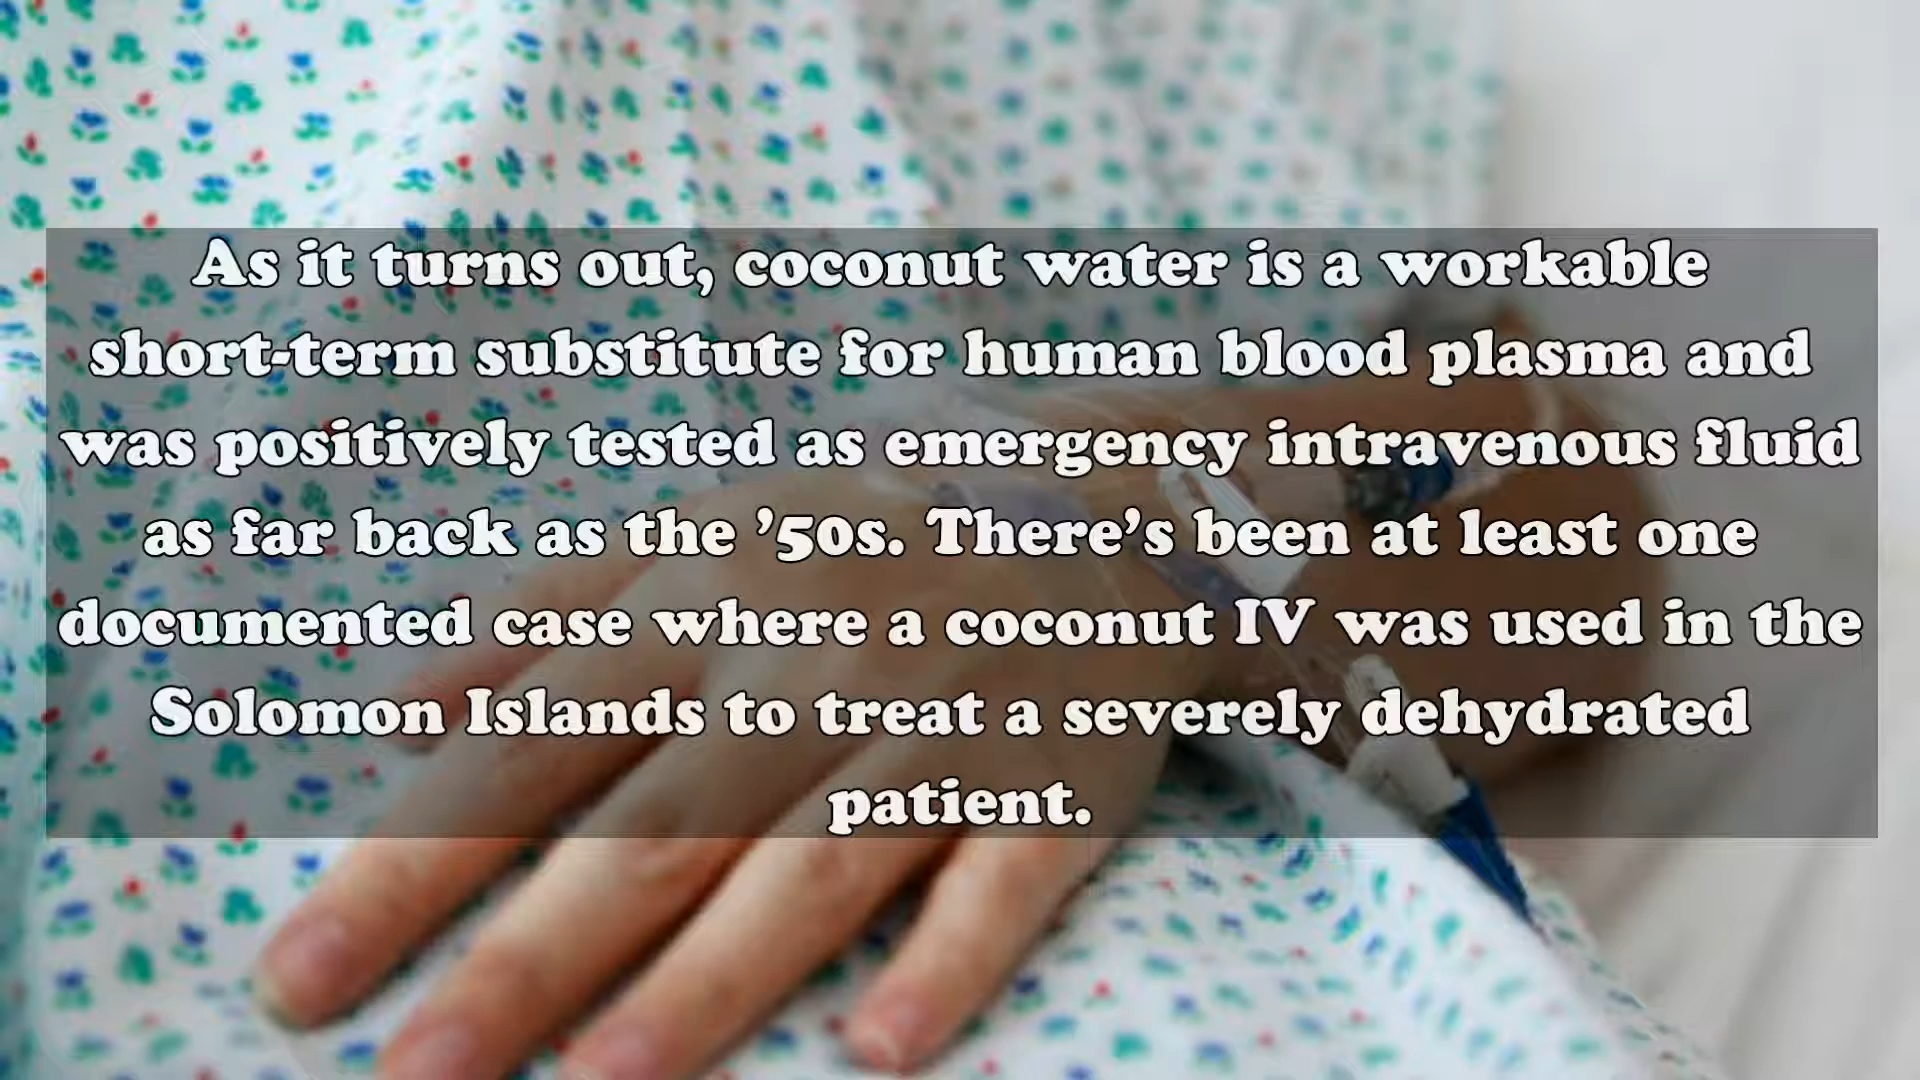 As it turns out, coconut water is a workable
short-term substitute for human blood plasma and
was positively tested as emergency intravenous fluid
as far back as the ’50s. There’s been at least one
documented case where a coconut IV was used in the
Solomon Islands to treat a severely dehydrated
patient.